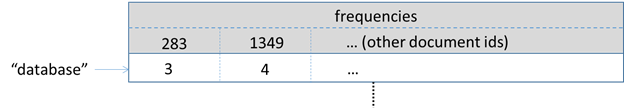 frequencies
283 1349 ... (other document ids)
“database” 3 4 ...